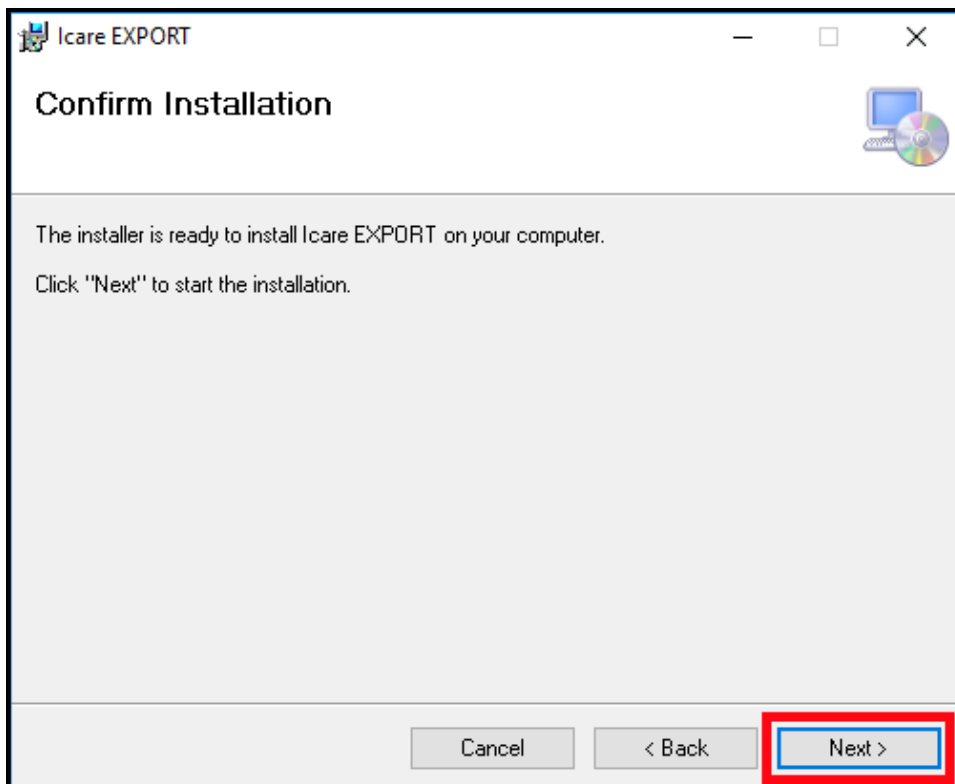 Icare EXPORT
Confirm Installation
The installer is ready to install Icare EXPORT on your computer.
Click "Next" to start the installation.
Cancel
< Back
Next >